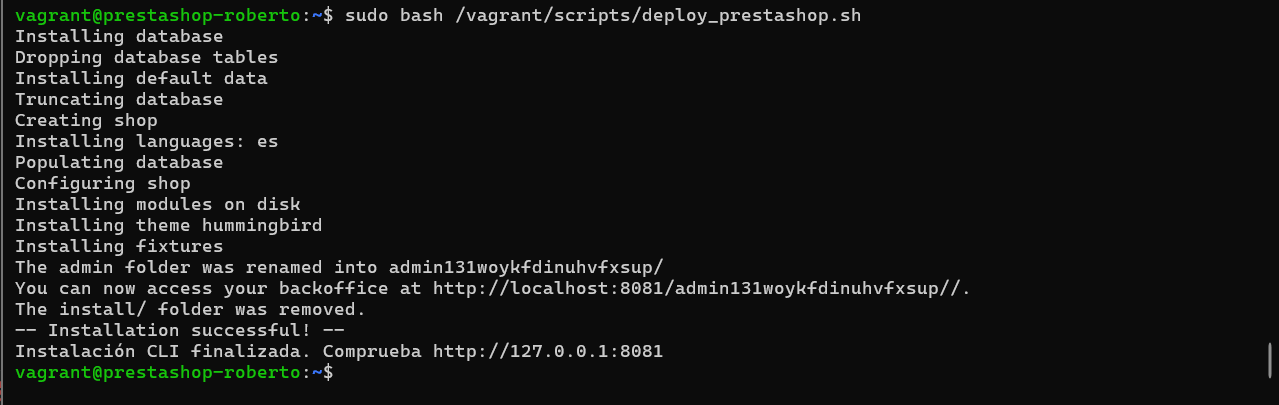 vagrant@prestashop-roberto:~$ sudo bash /vagrant/scripts/deploy_prestashop.sh
Installing database
Dropping database tables
Installing default data
Truncating database
Creating shop
Installing languages: es
Populating database
Configuring shop
Installing modules on disk
Installing theme hummingbird
Installing fixtures
The admin folder was renamed into admin131woykfdinuhvfxsup/
You can now access your backoffice at http://localhost:8081/admin131woykfdinuhvfxsup//.
The install/ folder was removed.
-- Installation successful! --
Instalación CLI finalizada. Comprueba http://127.0.0.1:8081
vagrant@prestashop-roberto:~$